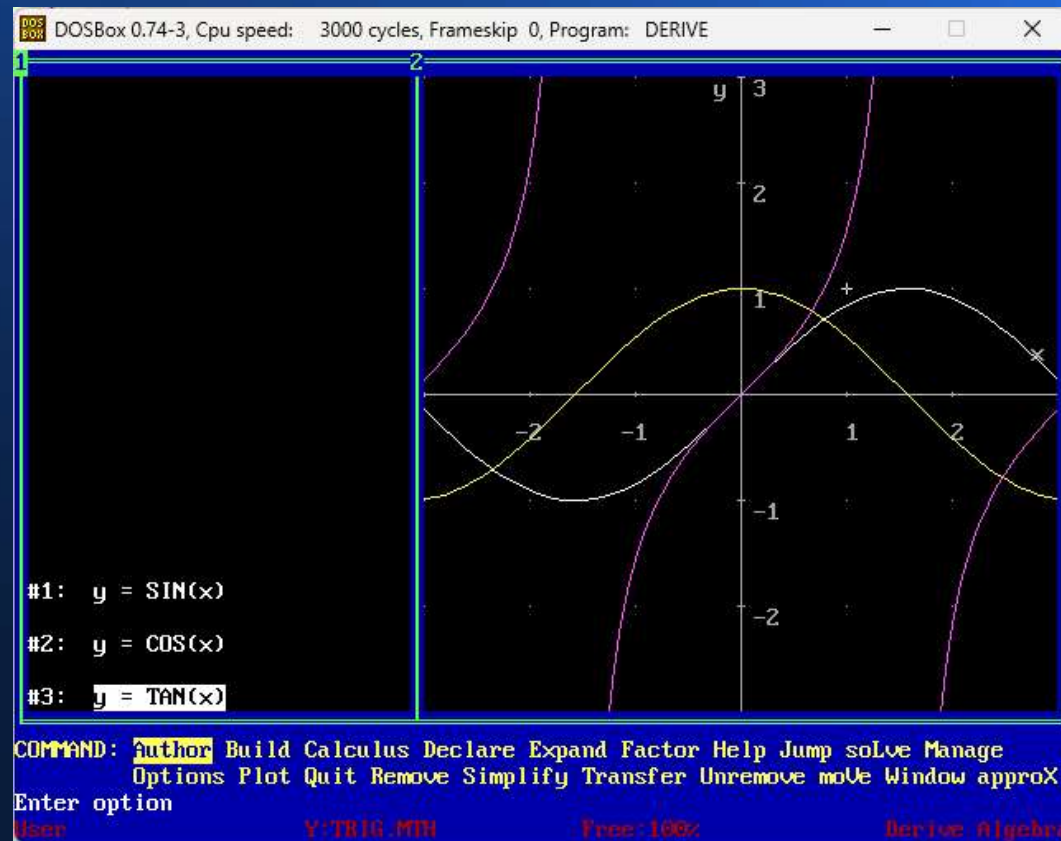 DOSBox 0.74-3, Cpu speed: 3000 cycles, Frameskip 0, Program: DERIVE
1 2
y 3
2
1
-2 -1 1 2
-1
-2
#1: y = SIN(x)
#2: y = COS(x)
#3: y = TAN(x)
COMMAND: Author Build Calculus Declare Expand Factor Help Jump soLve Manage
Options Plot Quit Remove Simplify Transfer Unremove moVe Window approX
Enter option
User Y:TRIG.MTH Free:100% Derive Algebra